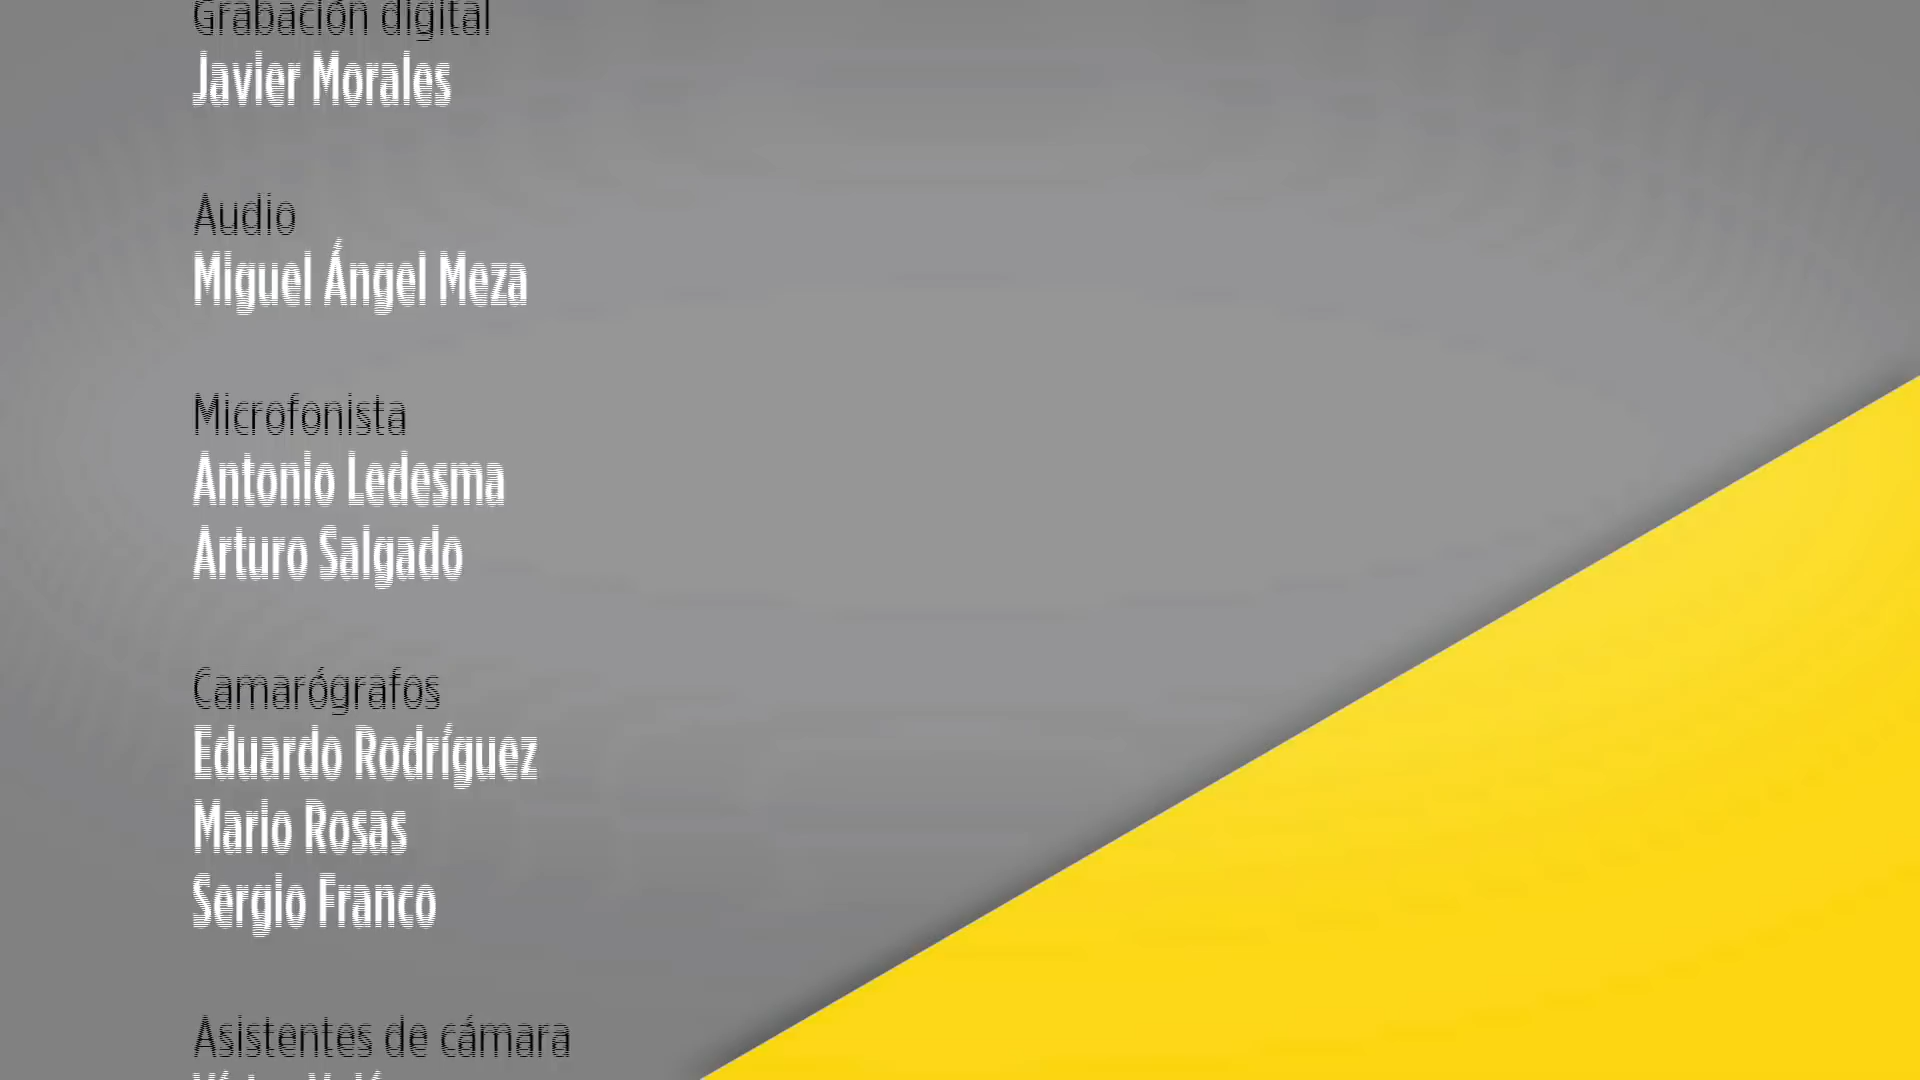 Grabación digital
Javier Morales
Audio
Miguel Ángel Meza
Microfonista
Antonio Ledesma
Arturo Salgado
Camarógrafos
Eduardo Rodríguez
Mario Rosas
Sergio Franco
Asistentes de cámara